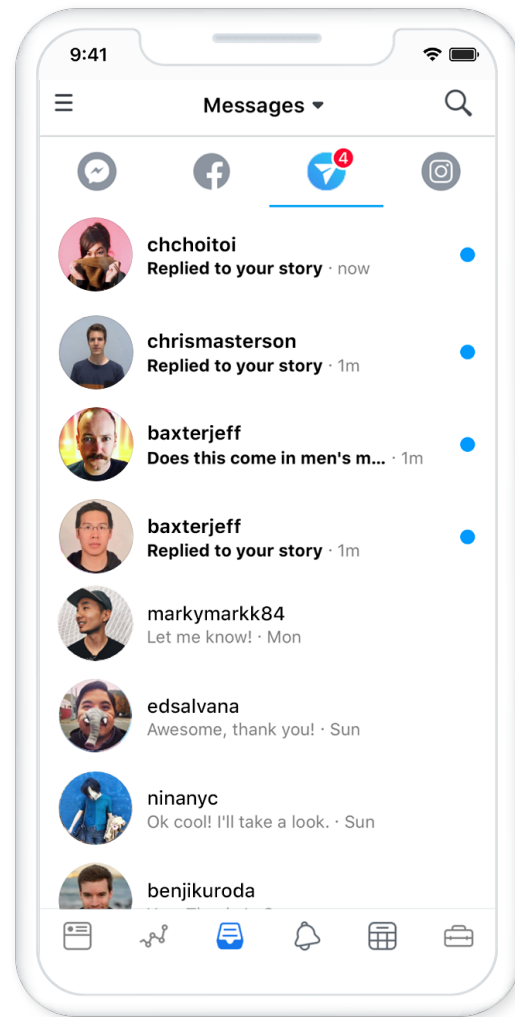 9:41
Messages
4
chchoitoi
Replied to your story · now
chrismasterson
Replied to your story · 1m
baxterjeff
Does this come in men's m... · 1m
baxterjeff
Replied to your story · 1m
markymarkk84
Let me know! · Mon
edsalvana
Awesome, thank you! · Sun
ninanyc
Ok cool! I'll take a look. · Sun
benjikuroda